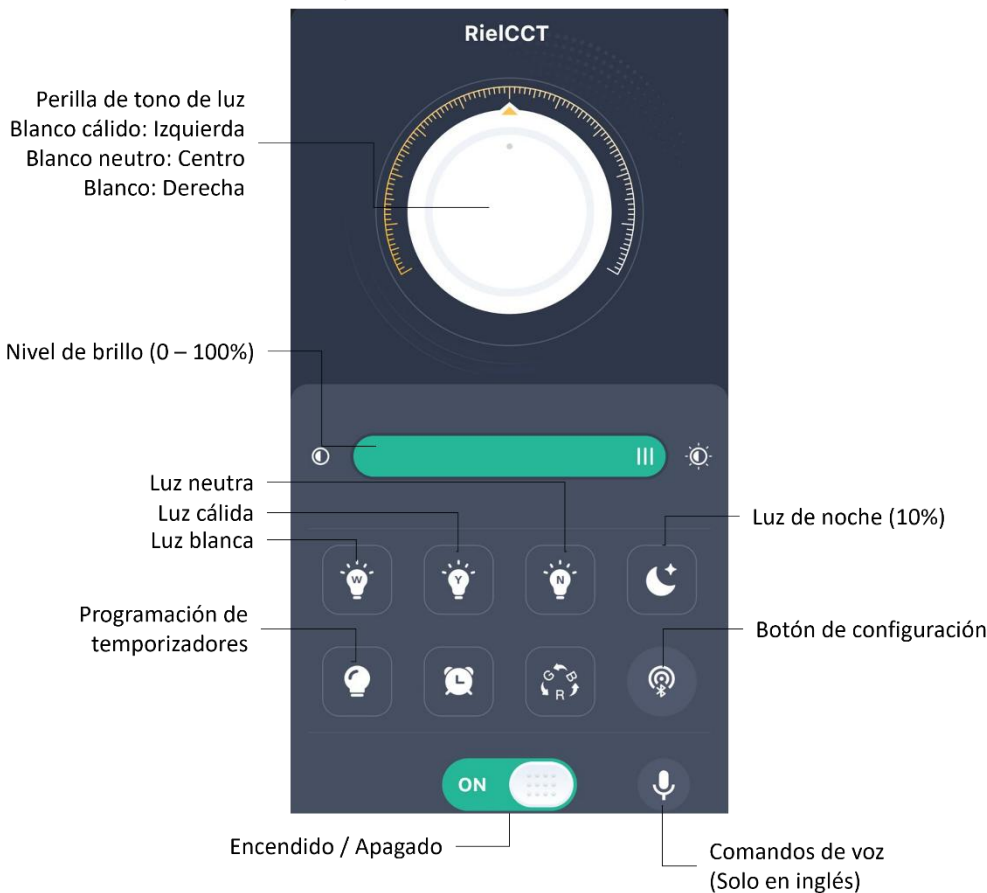 RielCCT
Perilla de tono de luz
Blanco cálido: Izquierda
Blanco neutro: Centro
Blanco: Derecha
Nivel de brillo (0 – 100%)
Luz neutra
Luz cálida
Luz blanca
Luz de noche (10%)
W
Y
N
Programación de
temporizadores
Botón de configuración
G B
R
ON
Encendido / Apagado
Comandos de voz
(Solo en inglés)